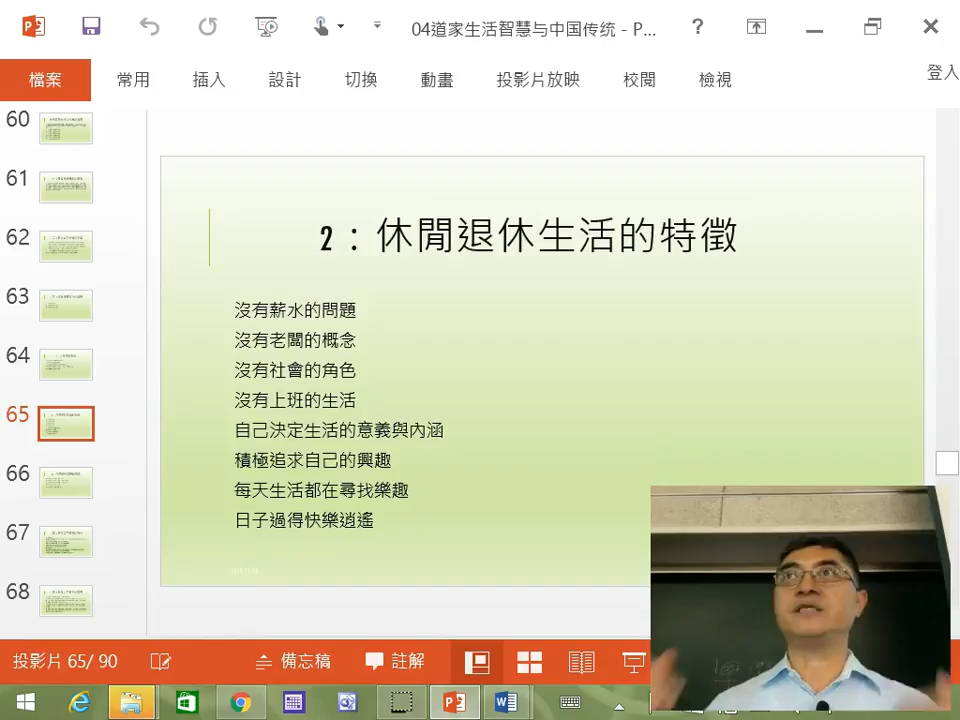 04道家生活智慧与中国传统 - P...
?
登入
檔案 常用 插入 設計 切換 動畫 投影片放映 校閱 檢視
60
61
62
63
64
65
66
67
68
2：休閒退休生活的特徵
沒有薪水的問題
沒有老闆的概念
沒有社會的角色
沒有上班的生活
自己決定生活的意義與內涵
積極追求自己的興趣
每天生活都在尋找樂趣
日子過得快樂逍遙
投影片 65/ 90 備忘稿 註解